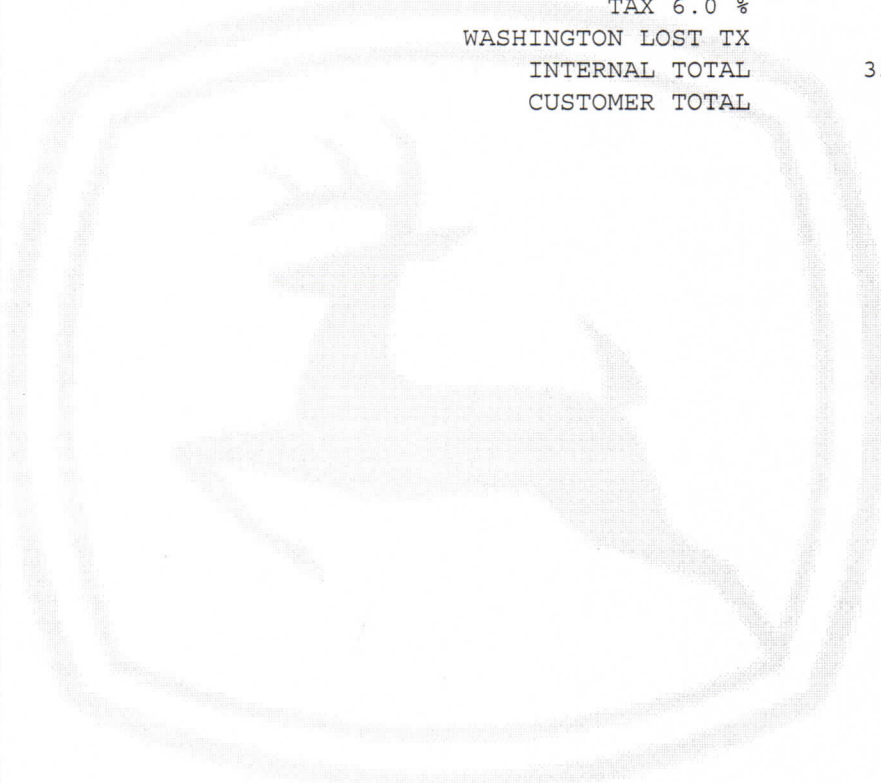 TAX 6.0 %
WASHINGTON LOST TX
INTERNAL TOTAL 3
CUSTOMER TOTAL